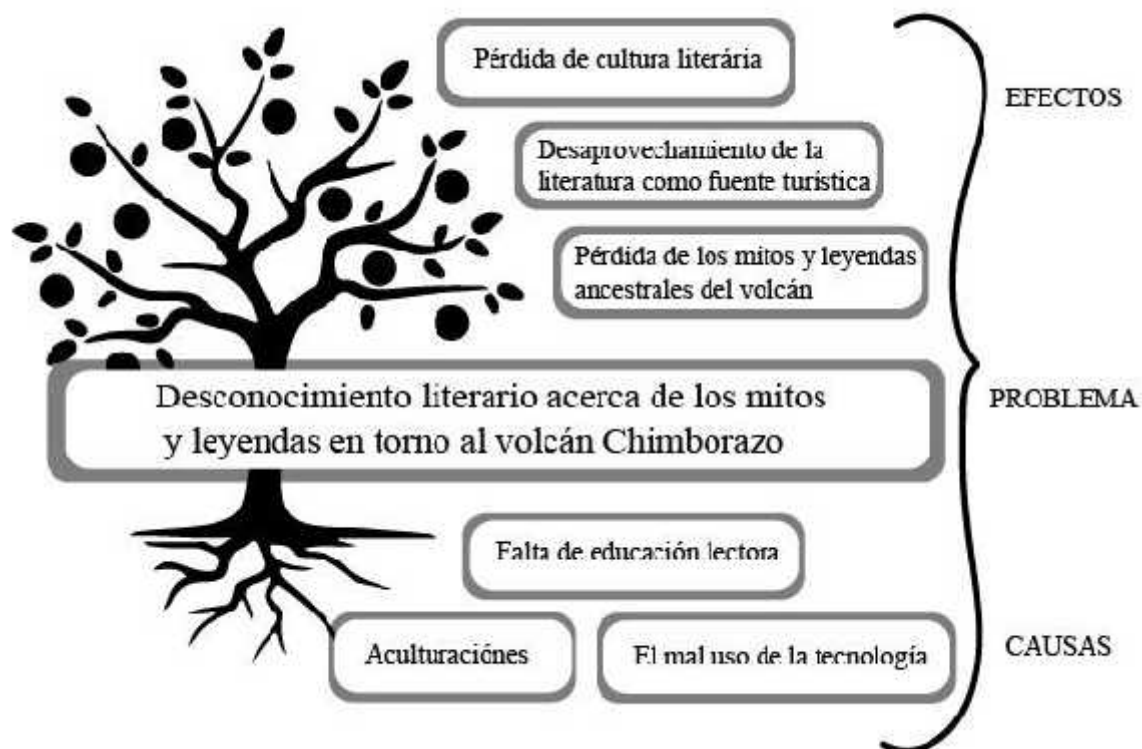 Pérdida de cultura literária
EFECTOS
Desaprovechamiento de la
literatura como fuente turística
Pérdida de los mitos y leyendas
ancestrales del volcán
Desconocimiento literario acerca de los mitos
y leyendas en torno al volcán Chimborazo
PROBLEMA
Falta de educación lectora
Aculturaciónes
El mal uso de la tecnología
CAUSAS